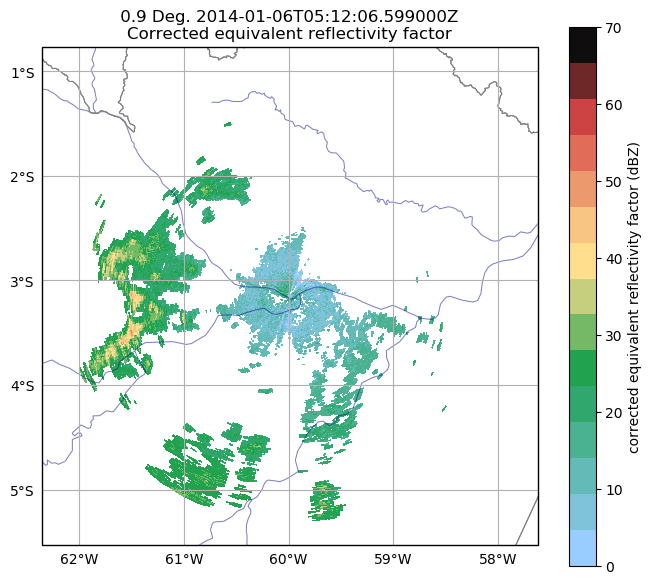 0.9 Deg. 2014-01-06T05:12:06.599000Z
Corrected equivalent reflectivity factor
1°S
2°S
3°S
4°S
5°S
62°W 61°W 60°W 59°W 58°W
70
60
50
40
30
20
10
0
corrected equivalent reflectivity factor (dBZ)